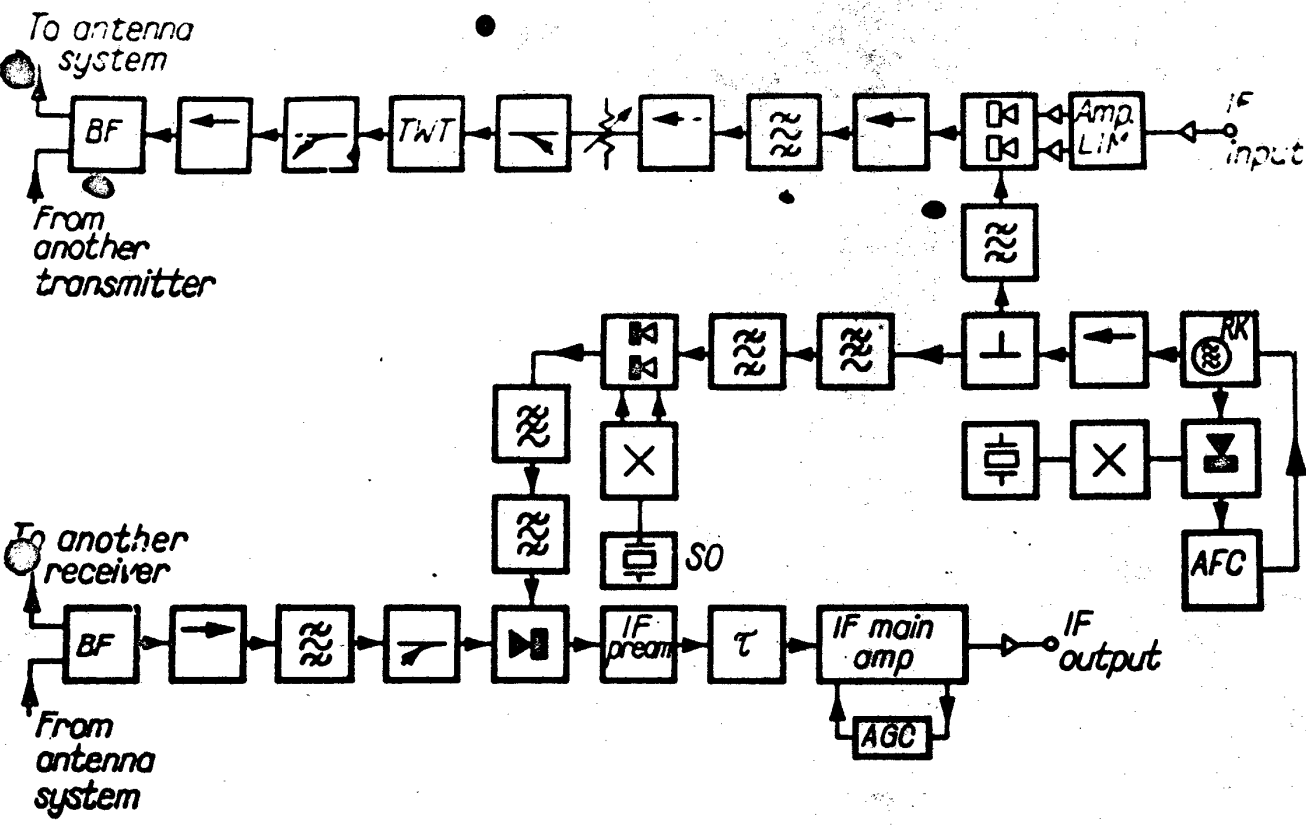 To antenna
system
BF
TWT
Amp.
LIM
IF
input
From
another
transmitter
RK
AFC
SO
To another
receiver
BF
IF
pream
τ
IF main
amp
IF
output
AGC
From
antenna
system